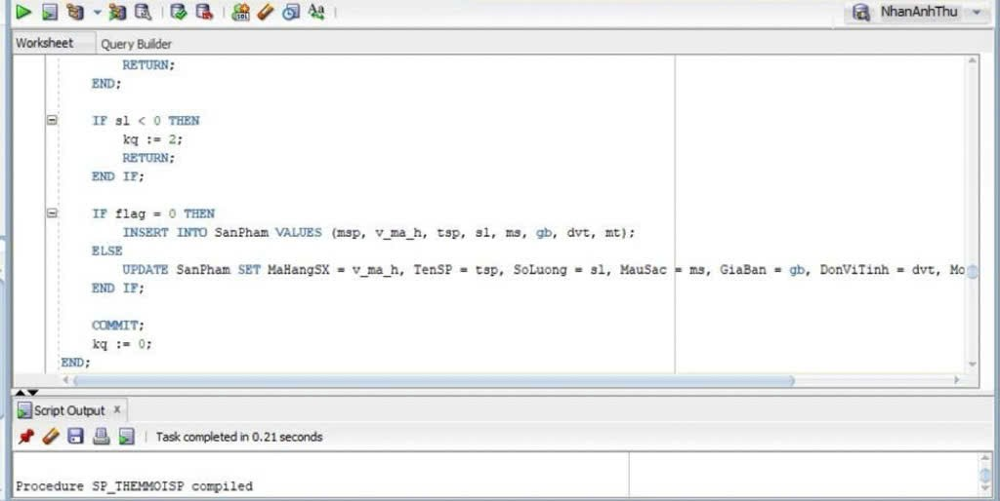 NhanAnhThu
Worksheet Query Builder
RETURN;
END;
IF sl < 0 THEN
kq := 2;
RETURN;
END IF;
IF flag = 0 THEN
INSERT INTO SanPham VALUES (msp, v_ma_h, tsp, sl, ms, gb, dvt, mt);
ELSE
UPDATE SanPham SET MaHangSX = v_ma_h, TenSP = tsp, SoLuong = sl, MauSac = ms, GiaBan = gb, DonViTinh = dvt, Mo
END IF;
COMMIT;
kq := 0;
END;
Script Output x
Task completed in 0.21 seconds
Procedure SP_THEMMOISP compiled